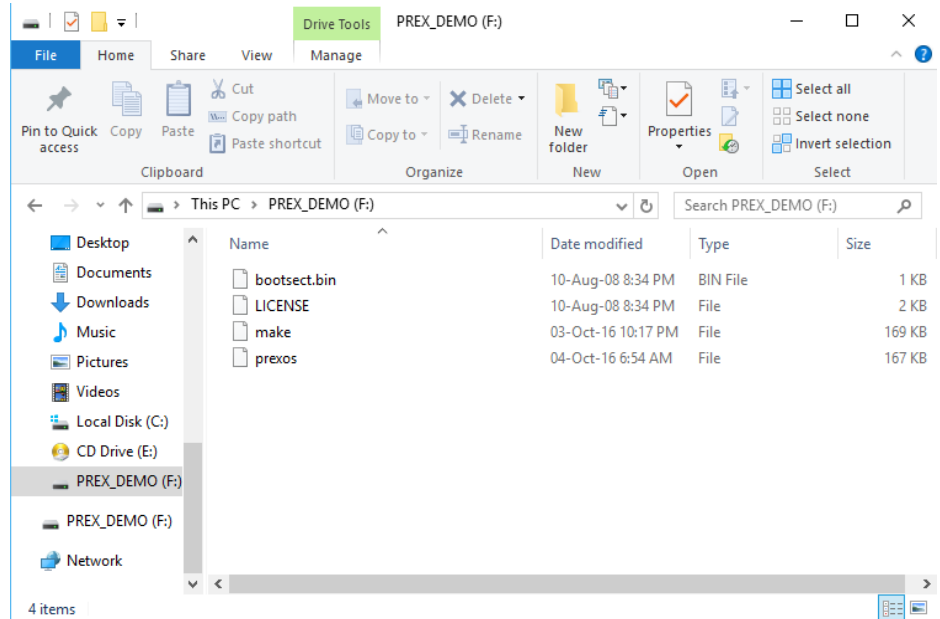 Drive Tools PREX_DEMO (F:)
File Home Share View Manage
Pin to Quick access
Copy
Paste
Cut
Copy path
Paste shortcut
Clipboard
Move to
Copy to
Delete
Rename
Organize
New folder
New
Properties
Open
Select all
Select none
Invert selection
Select
This PC > PREX_DEMO (F:)
Search PREX_DEMO (F:)
Desktop
Documents
Downloads
Music
Pictures
Videos
Local Disk (C:)
CD Drive (E:)
PREX_DEMO (F:)
PREX_DEMO (F:)
Network
Name Date modified Type Size
bootsect.bin 10-Aug-08 8:34 PM BIN File 1 KB
LICENSE 10-Aug-08 8:34 PM File 2 KB
make 03-Oct-16 10:17 PM File 169 KB
prexos 04-Oct-16 6:54 AM File 167 KB
4 items